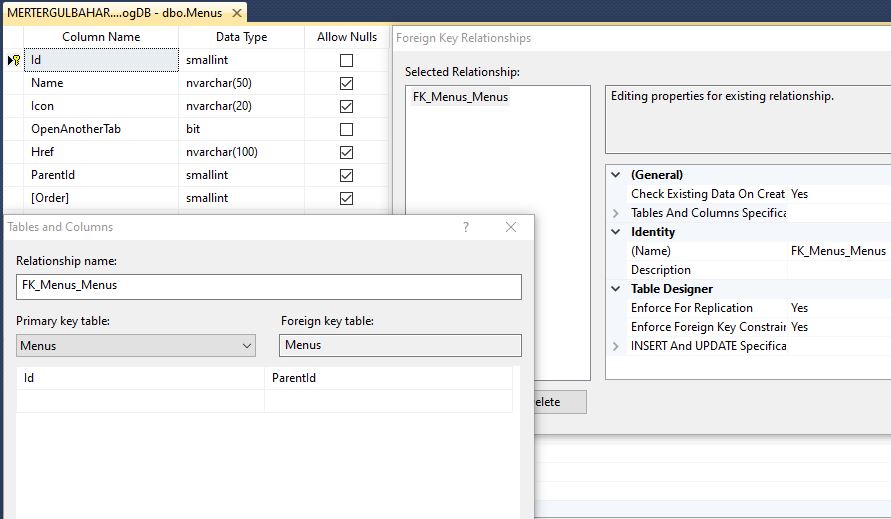 MERTERGULBAHAR....ogDB - dbo.Menus ×
Column Name Data Type Allow Nulls
Id smallint
Name nvarchar(50)
Icon nvarchar(20)
OpenAnotherTab bit
Href nvarchar(100)
ParentId smallint
[Order] smallint
Foreign Key Relationships
Selected Relationship:
FK_Menus_Menus
Editing properties for existing relationship.
(General)
Check Existing Data On Creat Yes
Tables And Columns Specifica
Identity
(Name) FK_Menus_Menus
Description
Table Designer
Enforce For Replication Yes
Enforce Foreign Key Constrain Yes
INSERT And UPDATE Specifica
elete
Tables and Columns ? ×
Relationship name:
FK_Menus_Menus
Primary key table: Foreign key table:
Menus Menus
Id ParentId